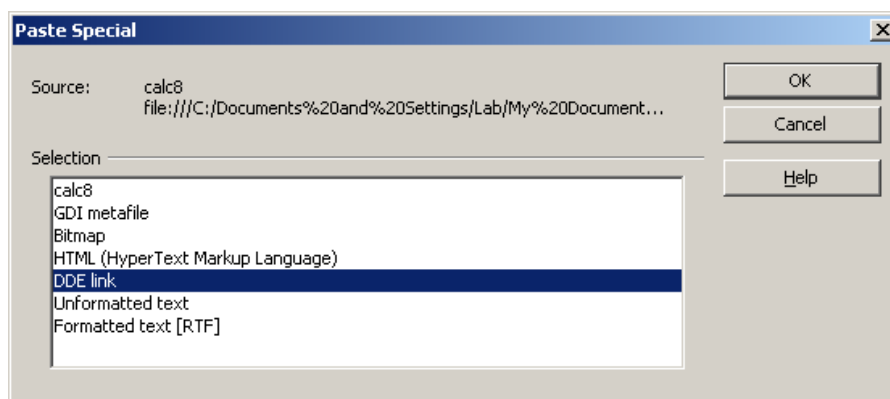 Paste Special
Source:
calc8
file:///C:/Documents%20and%20Settings/Lab/My%20Document...
OK
Cancel
Help
Selection
calc8
GDI metafile
Bitmap
HTML (HyperText Markup Language)
DDE link
Unformatted text
Formatted text [RTF]